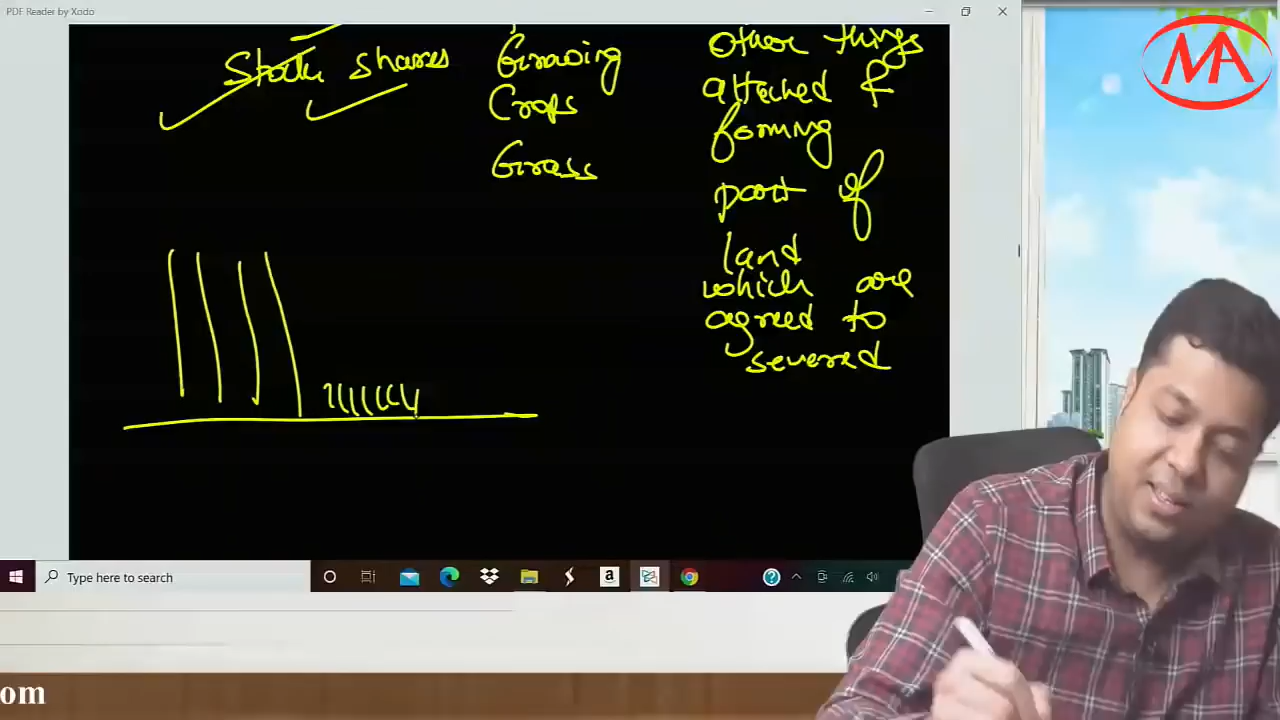 PDF Reader by Xodo
MA
Stock shares
Growing
Crops
Grass
Other things
attached &
forming
part of
land
which are
agreed to
severed
Type here to search
om